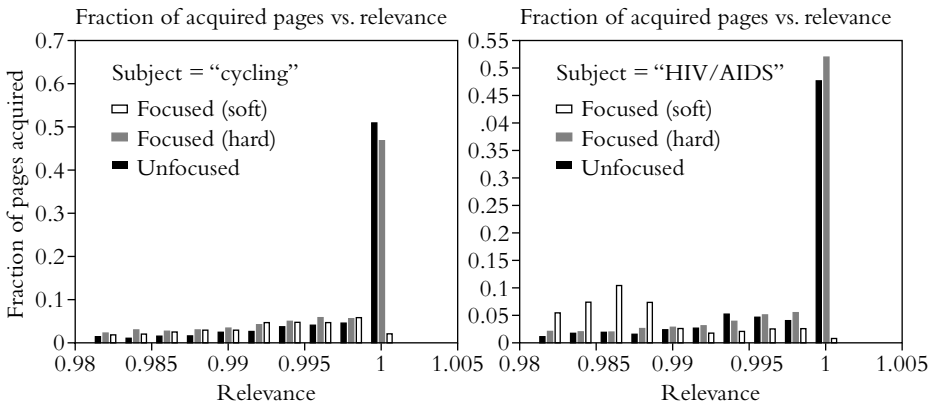 Fraction of acquired pages vs. relevance
0.7
0.6
0.5
0.4
0.3
0.2
0.1
0
Fraction of pages acquired
Subject = “cycling”
Focused (soft)
Focused (hard)
Unfocused
0.98 0.985 0.99 0.995 1 1.005
Relevance
Fraction of acquired pages vs. relevance
0.55
0.5
0.45
.04
0.35
0.3
0.25
0.2
0.15
0.1
0.05
0
Subject = “HIV/AIDS”
Focused (soft)
Focused (hard)
Unfocused
0.98 0.985 0.99 0.995 1 1.005
Relevance